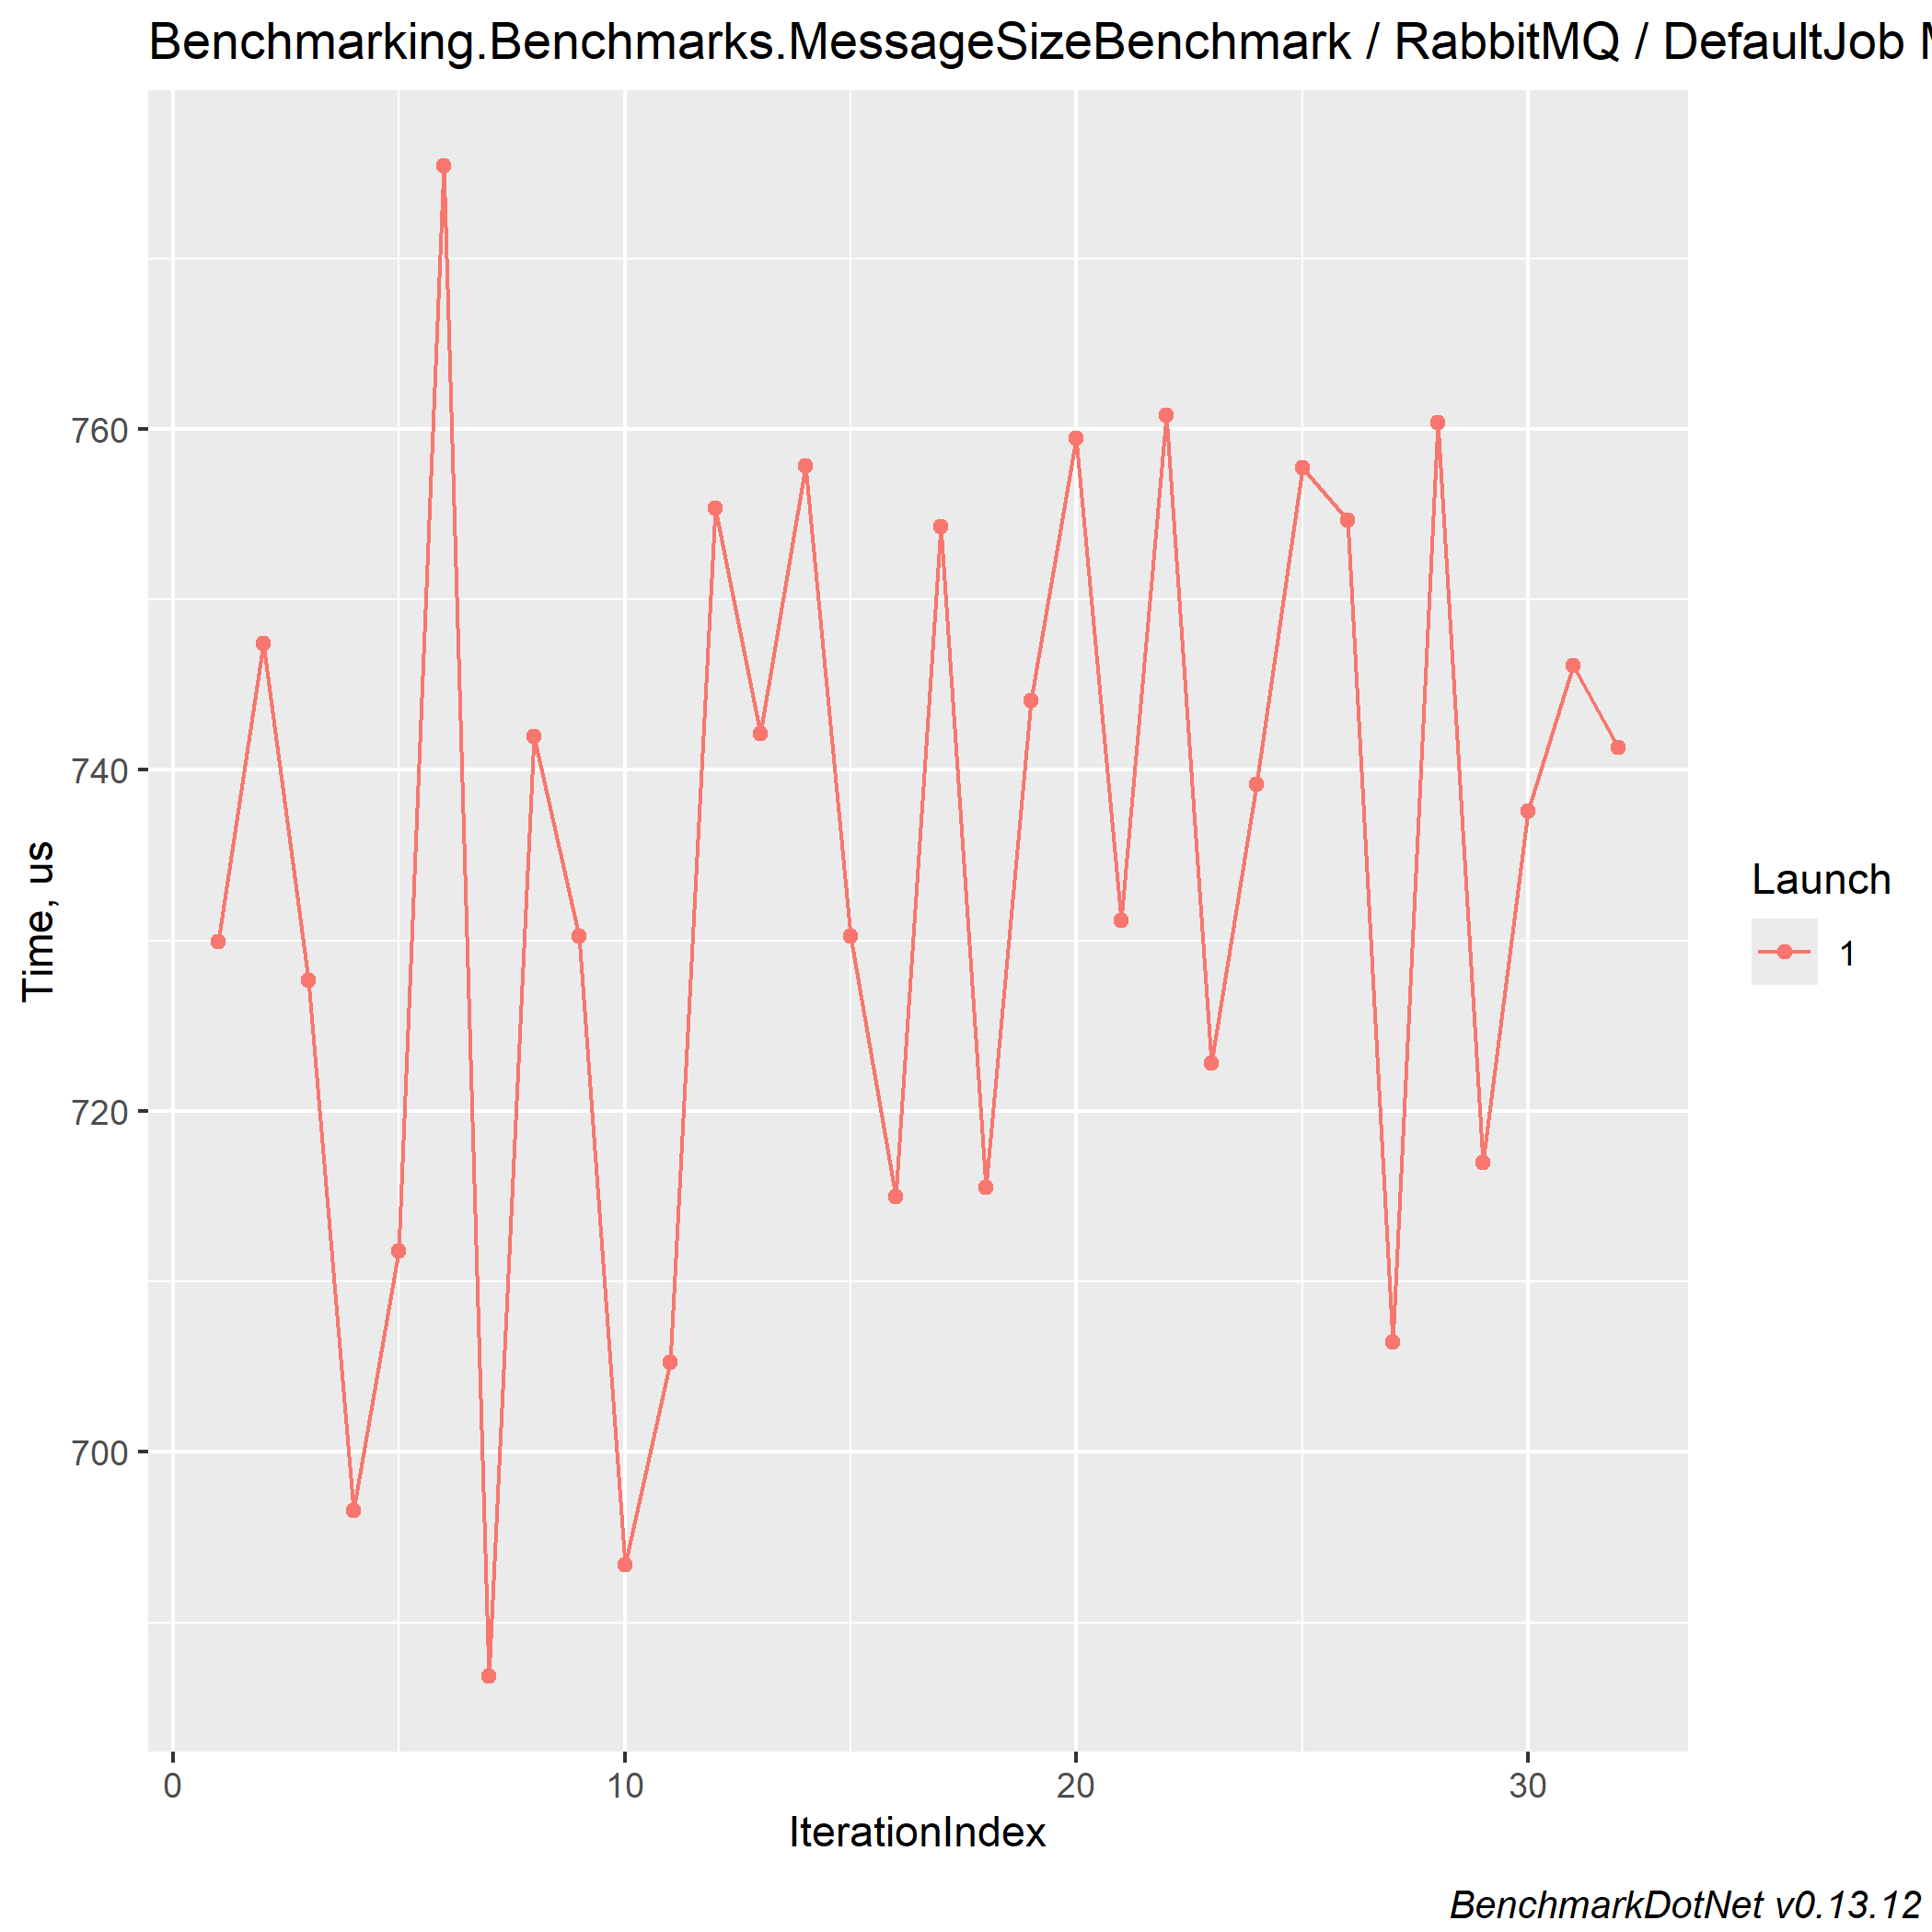 Benchmarking.Benchmarks.MessageSizeBenchmark / RabbitMQ / DefaultJob
760
740
720
700
Time, us
0 10 20 30
IterationIndex
Launch
1
BenchmarkDotNet v0.13.12